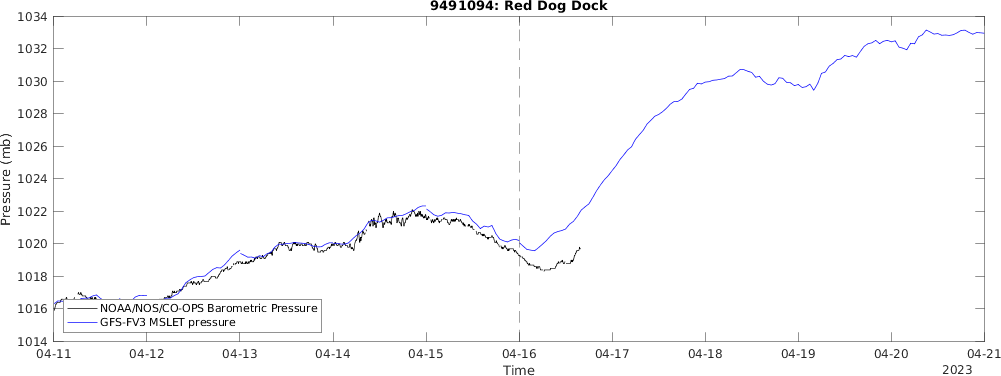 9491094: Red Dog Dock
1034
1032
1030
1028
1026
1024
1022
1020
1018
1016
1014
Pressure (mb)
NOAA/NOS/CO-OPS Barometric Pressure
GFS-FV3 MSLET pressure
04-11 04-12 04-13 04-14 04-15 04-16 04-17 04-18 04-19 04-20 04-21
Time
2023